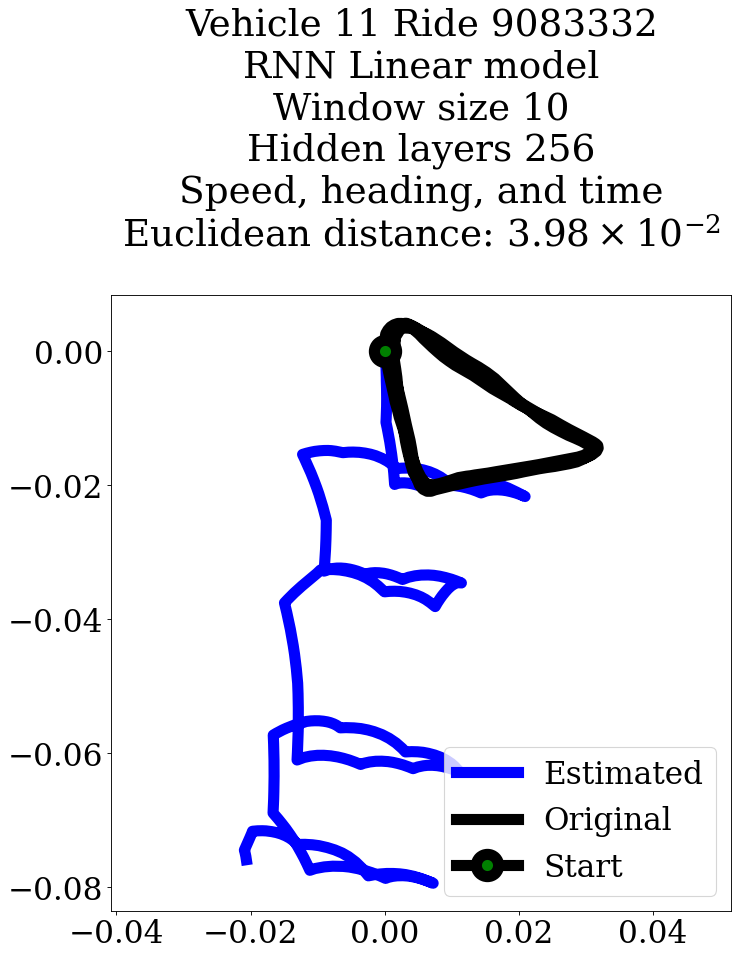 Vehicle 11 Ride 9083332
RNN Linear model
Window size 10
Hidden layers 256
Speed, heading, and time
Euclidean distance: 3.98 × 10⁻²
0.00
−0.02
−0.04
−0.06
−0.08
−0.04 −0.02 0.00 0.02 0.04
Estimated
Original
Start